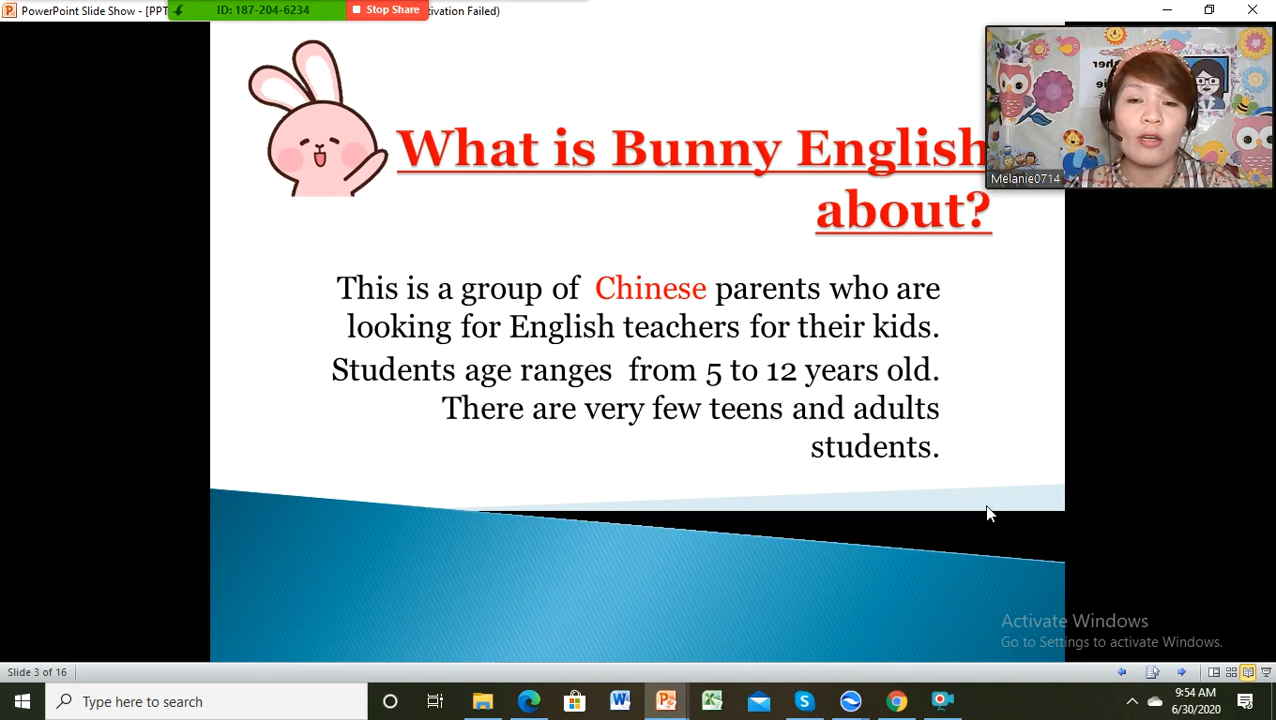 PowerPoint Slide Show - [PPT
ID: 187-204-6234
Stop Share
tivation Failed)
What is Bunny English
about?
Melanie0714
This is a group of Chinese parents who are
looking for English teachers for their kids.
Students age ranges from 5 to 12 years old.
There are very few teens and adults
students.
Activate Windows
Go to Settings to activate Windows.
Slide 3 of 16
Type here to search
9:54 AM
6/30/2020